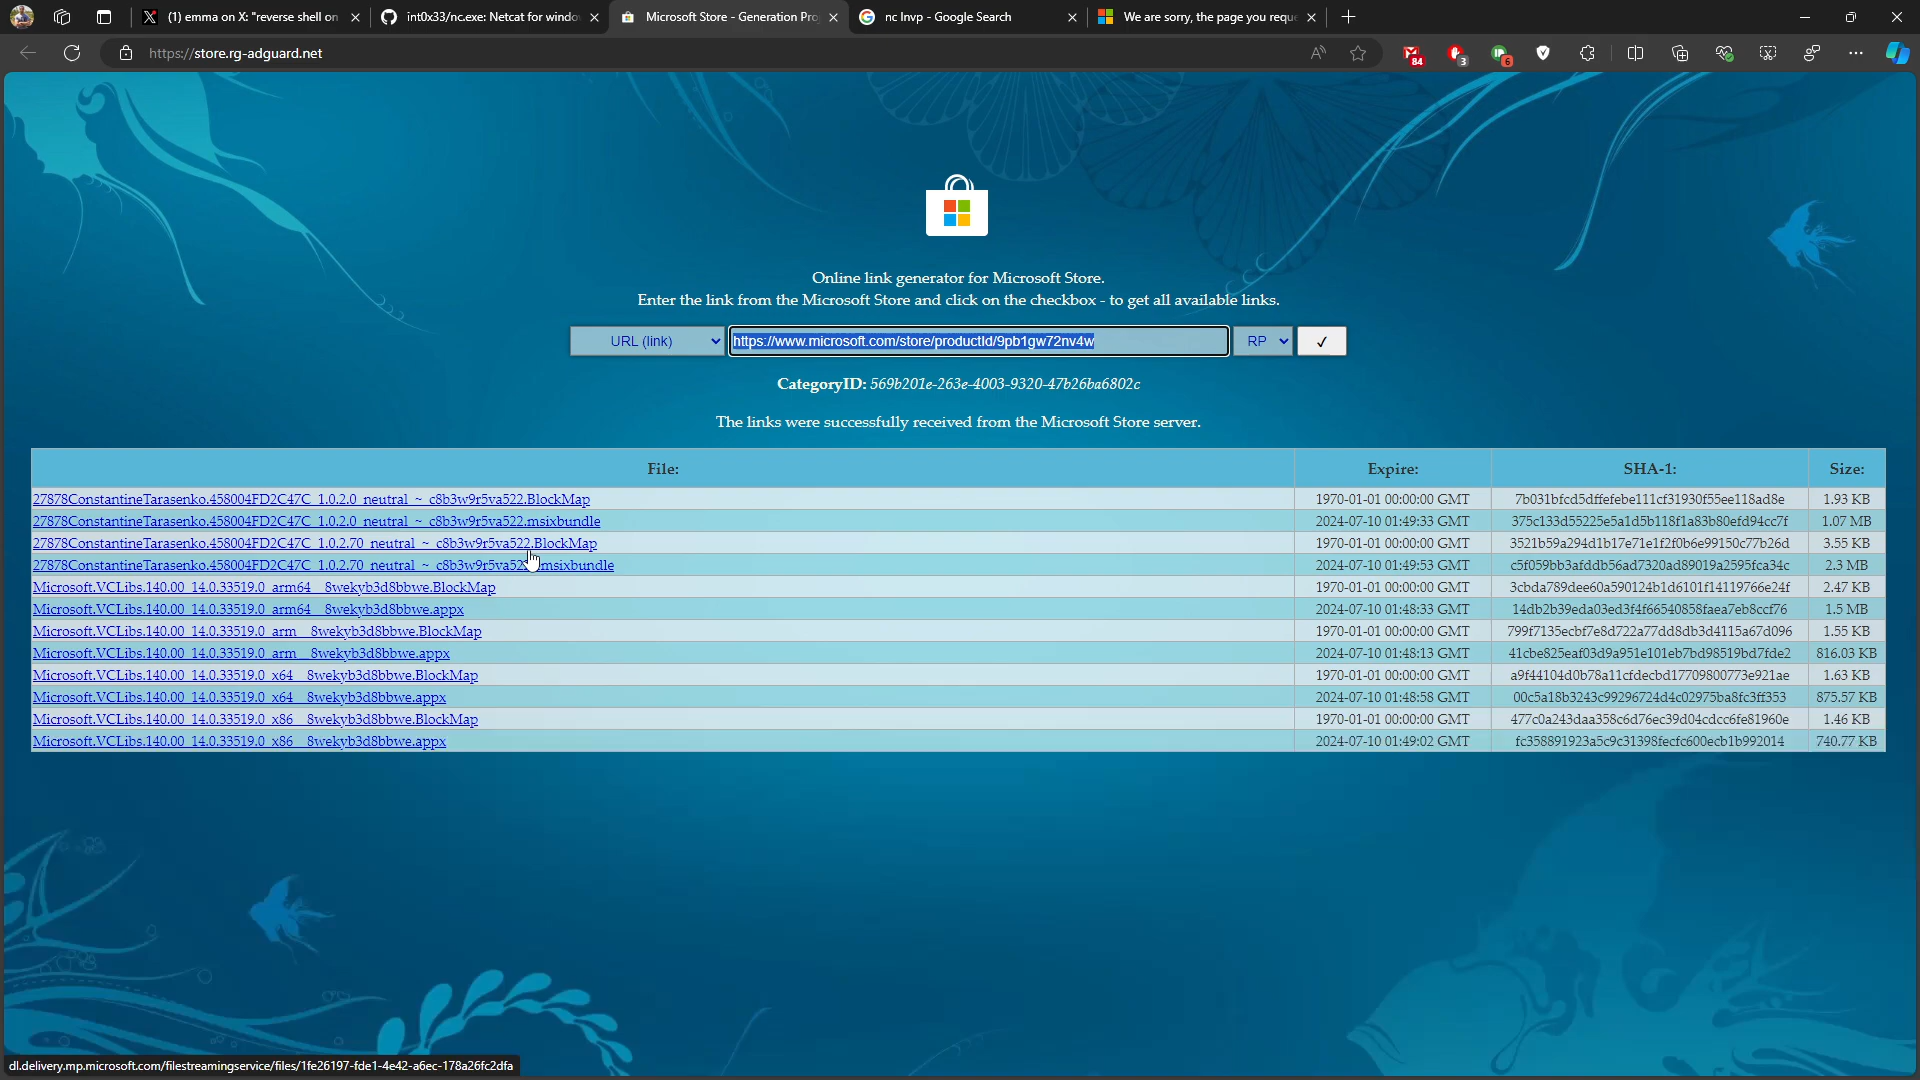 (1) emma on X: "reverse shell on
int0x33/nc.exe: Netcat for windo
Microsoft Store - Generation Pro
nc lnvp - Google Search
We are sorry, the page you reque
https://store.rg-adguard.net
84
3
6
Online link generator for Microsoft Store.
Enter the link from the Microsoft Store and click on the checkbox - to get all available links.
URL (link) https://www.microsoft.com/store/productId/9pb1gw72nv4w RP ✓
CategoryID: 569b201e-263e-4003-9320-47b26ba6802c
The links were successfully received from the Microsoft Store server.
File: Expire: SHA-1: Size:
27878ConstantineTarasenko.458004FD2C47C_1.0.2.0_neutral_~_c8b3w9r5va522.BlockMap 1970-01-01 00:00:00 GMT 7b031bfcd5dffefebe111cf31930f55ee118ad8e 1.93 KB
27878ConstantineTarasenko.458004FD2C47C_1.0.2.0_neutral_~_c8b3w9r5va522.msixbundle 2024-07-10 01:49:33 GMT 375c133d55225e5a1d5b118f1a83b80efd94cc7f 1.07 MB
27878ConstantineTarasenko.458004FD2C47C_1.0.2.70_neutral_~_c8b3w9r5va522.BlockMap 1970-01-01 00:00:00 GMT 3521b59a294d1b17e71e1f2f0b6e99150c77b26d 3.55 KB
27878ConstantineTarasenko.458004FD2C47C_1.0.2.70_neutral_~_c8b3w9r5va52 msixbundle 2024-07-10 01:49:53 GMT c5f059bb3afddb56ad7320ad89019a2595fca34c 2.3 MB
Microsoft.VCLibs.140.00_14.0.33519.0_arm64__8wekyb3d8bbwe.BlockMap 1970-01-01 00:00:00 GMT 3cbda789dee60a590124b1d6101f14119766e24f 2.47 KB
Microsoft.VCLibs.140.00_14.0.33519.0_arm64__8wekyb3d8bbwe.appx 2024-07-10 01:48:33 GMT 14db2b39eda03ed3f4f66540858faea7eb8ccf76 1.5 MB
Microsoft.VCLibs.140.00_14.0.33519.0_arm__8wekyb3d8bbwe.BlockMap 1970-01-01 00:00:00 GMT 799f7135ecbf7e8d722a77dd8db3d4115a67d096 1.55 KB
Microsoft.VCLibs.140.00_14.0.33519.0_arm__8wekyb3d8bbwe.appx 2024-07-10 01:48:13 GMT 41cbe825eaf03d9a951e101eb7bd98519bd7fde2 816.03 KB
Microsoft.VCLibs.140.00_14.0.33519.0_x64__8wekyb3d8bbwe.BlockMap 1970-01-01 00:00:00 GMT a9f44104d0b78a11cfdecbd17709800773e921ae 1.63 KB
Microsoft.VCLibs.140.00_14.0.33519.0_x64__8wekyb3d8bbwe.appx 2024-07-10 01:48:58 GMT 00c5a18b3243c99296724d4c02975ba8fc3ff353 875.57 KB
Microsoft.VCLibs.140.00_14.0.33519.0_x86__8wekyb3d8bbwe.BlockMap 1970-01-01 00:00:00 GMT 477c0a243daa358c6d76ec39d04cdcc6fe81960e 1.46 KB
Microsoft.VCLibs.140.00_14.0.33519.0_x86__8wekyb3d8bbwe.appx 2024-07-10 01:49:02 GMT fc358891923a5c9c31398fecfc600ecb1b992014 740.77 KB
dl.delivery.mp.microsoft.com/filestreamingservice/files/1fe26197-fde1-4e42-a6ec-178a26fc2dfa